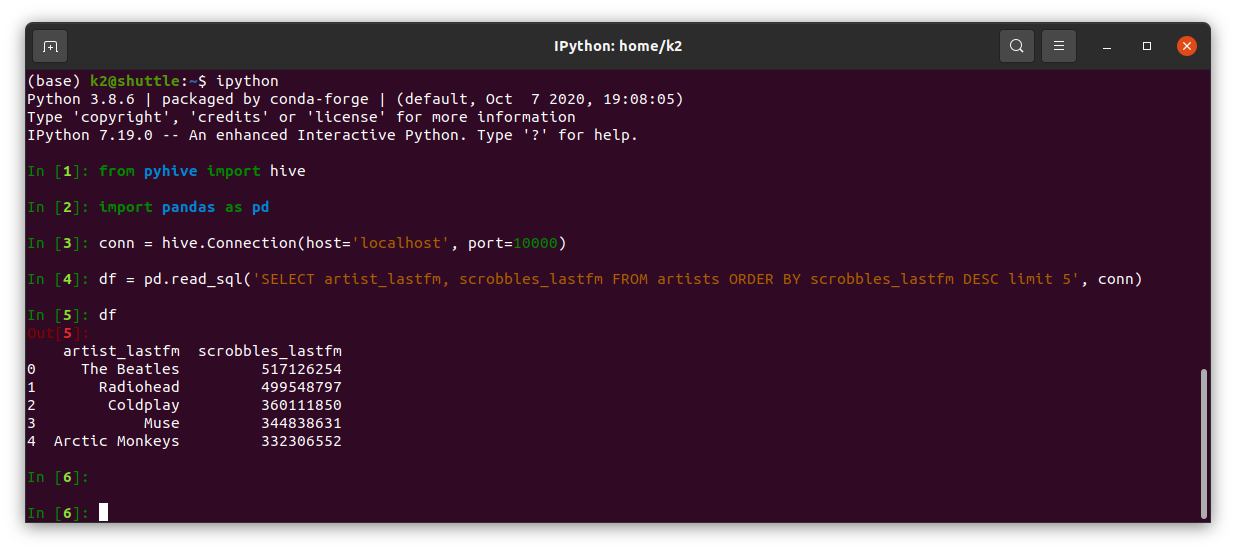 IPython: home/k2
(base) k2@shuttle:~$ ipython
Python 3.8.6 | packaged by conda-forge | (default, Oct  7 2020, 19:08:05)
Type 'copyright', 'credits' or 'license' for more information
IPython 7.19.0 -- An enhanced Interactive Python. Type '?' for help.
In [1]: from pyhive import hive
In [2]: import pandas as pd
In [3]: conn = hive.Connection(host='localhost', port=10000)
In [4]: df = pd.read_sql('SELECT artist_lastfm, scrobbles_lastfm FROM artists ORDER BY scrobbles_lastfm DESC limit 5', conn)
In [5]: df
Out[5]:
    artist_lastfm  scrobbles_lastfm
0     The Beatles         517126254
1       Radiohead         499548797
2        Coldplay         360111850
3            Muse         344838631
4  Arctic Monkeys         332306552
In [6]:
In [6]: